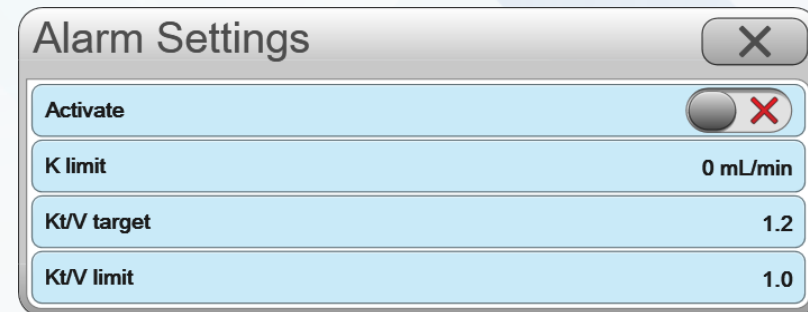 Alarm Settings
Activate
K limit 0 mL/min
Kt/V target 1.2
Kt/V limit 1.0